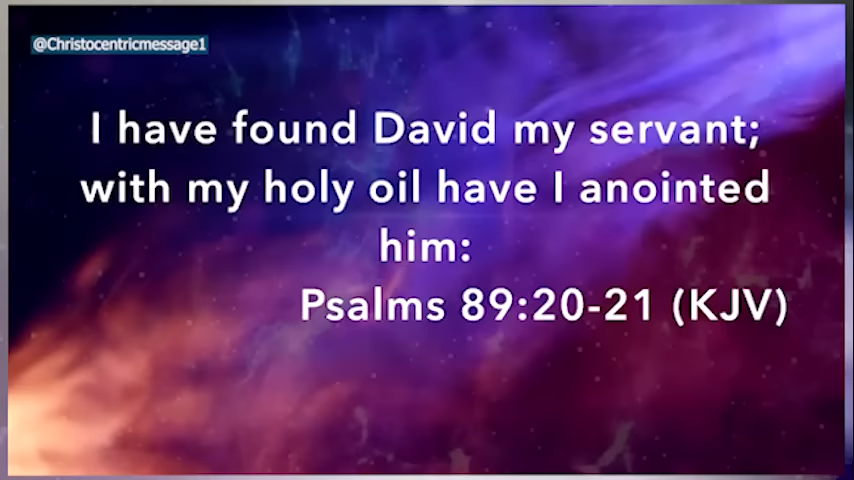 @Christocentricmessage1
I have found David my servant;
with my holy oil have I anointed
him:
Psalms 89:20-21 (KJV)